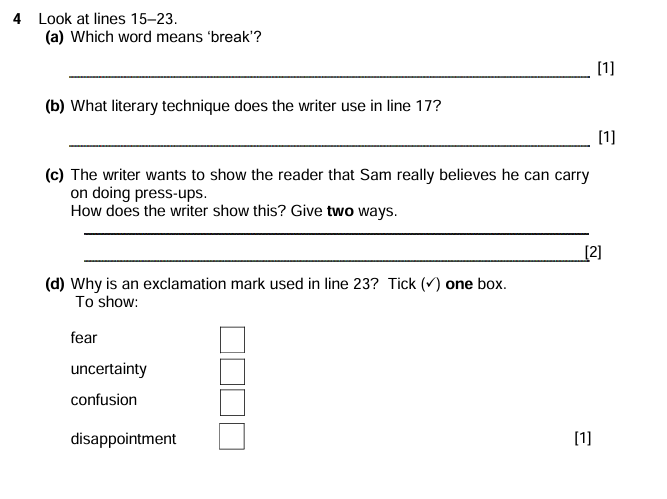 4 Look at lines 15–23.
(a) Which word means ‘break’?
[1]
(b) What literary technique does the writer use in line 17?
[1]
(c) The writer wants to show the reader that Sam really believes he can carry
on doing press-ups.
How does the writer show this? Give two ways.
[2]
(d) Why is an exclamation mark used in line 23? Tick (✓) one box.
To show:
fear
uncertainty
confusion
disappointment [1]